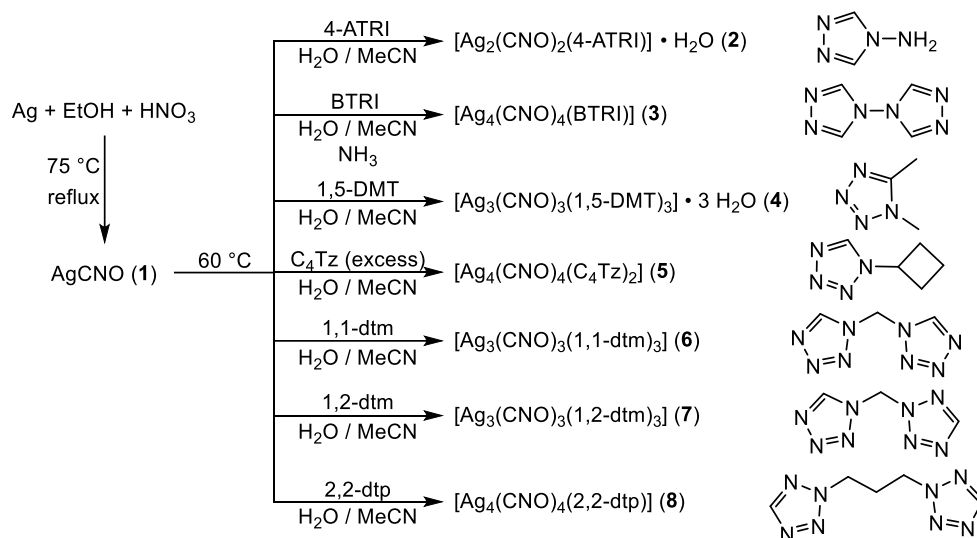 4-ATRI
H₂O / MeCN
[Ag₂(CNO)₂(4-ATRI)] • H₂O (2)
N
N
N–NH₂
BTRI
H₂O / MeCN
NH₃
[Ag₄(CNO)₄(BTRI)] (3)
N
N
N–N
N
N
Ag + EtOH + HNO₃
75 °C
reflux
1,5-DMT
H₂O / MeCN
[Ag₃(CNO)₃(1,5-DMT)₃] • 3 H₂O (4)
N
N
N
N
AgCNO (1)
60 °C
C₄Tz (excess)
H₂O / MeCN
[Ag₄(CNO)₄(C₄Tz)₂] (5)
N
N
N
N
1,1-dtm
H₂O / MeCN
[Ag₃(CNO)₃(1,1-dtm)₃] (6)
N
N
N
N
N
N
N
N
1,2-dtm
H₂O / MeCN
[Ag₃(CNO)₃(1,2-dtm)₃] (7)
N
N
N
N
N
N
N
N
2,2-dtp
H₂O / MeCN
[Ag₄(CNO)₄(2,2-dtp)] (8)
N
N
N
N
N
N
N
N